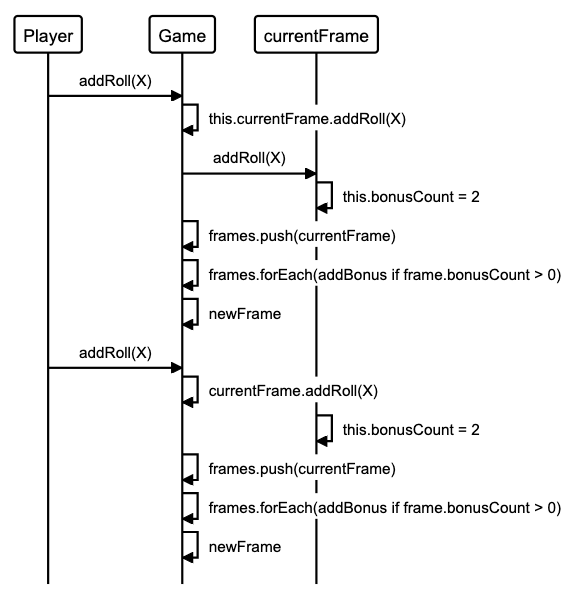 Player
Game
currentFrame
addRoll(X)
this.currentFrame.addRoll(X)
addRoll(X)
this.bonusCount = 2
frames.push(currentFrame)
frames.forEach(addBonus if frame.bonusCount > 0)
newFrame
addRoll(X)
currentFrame.addRoll(X)
this.bonusCount = 2
frames.push(currentFrame)
frames.forEach(addBonus if frame.bonusCount > 0)
newFrame